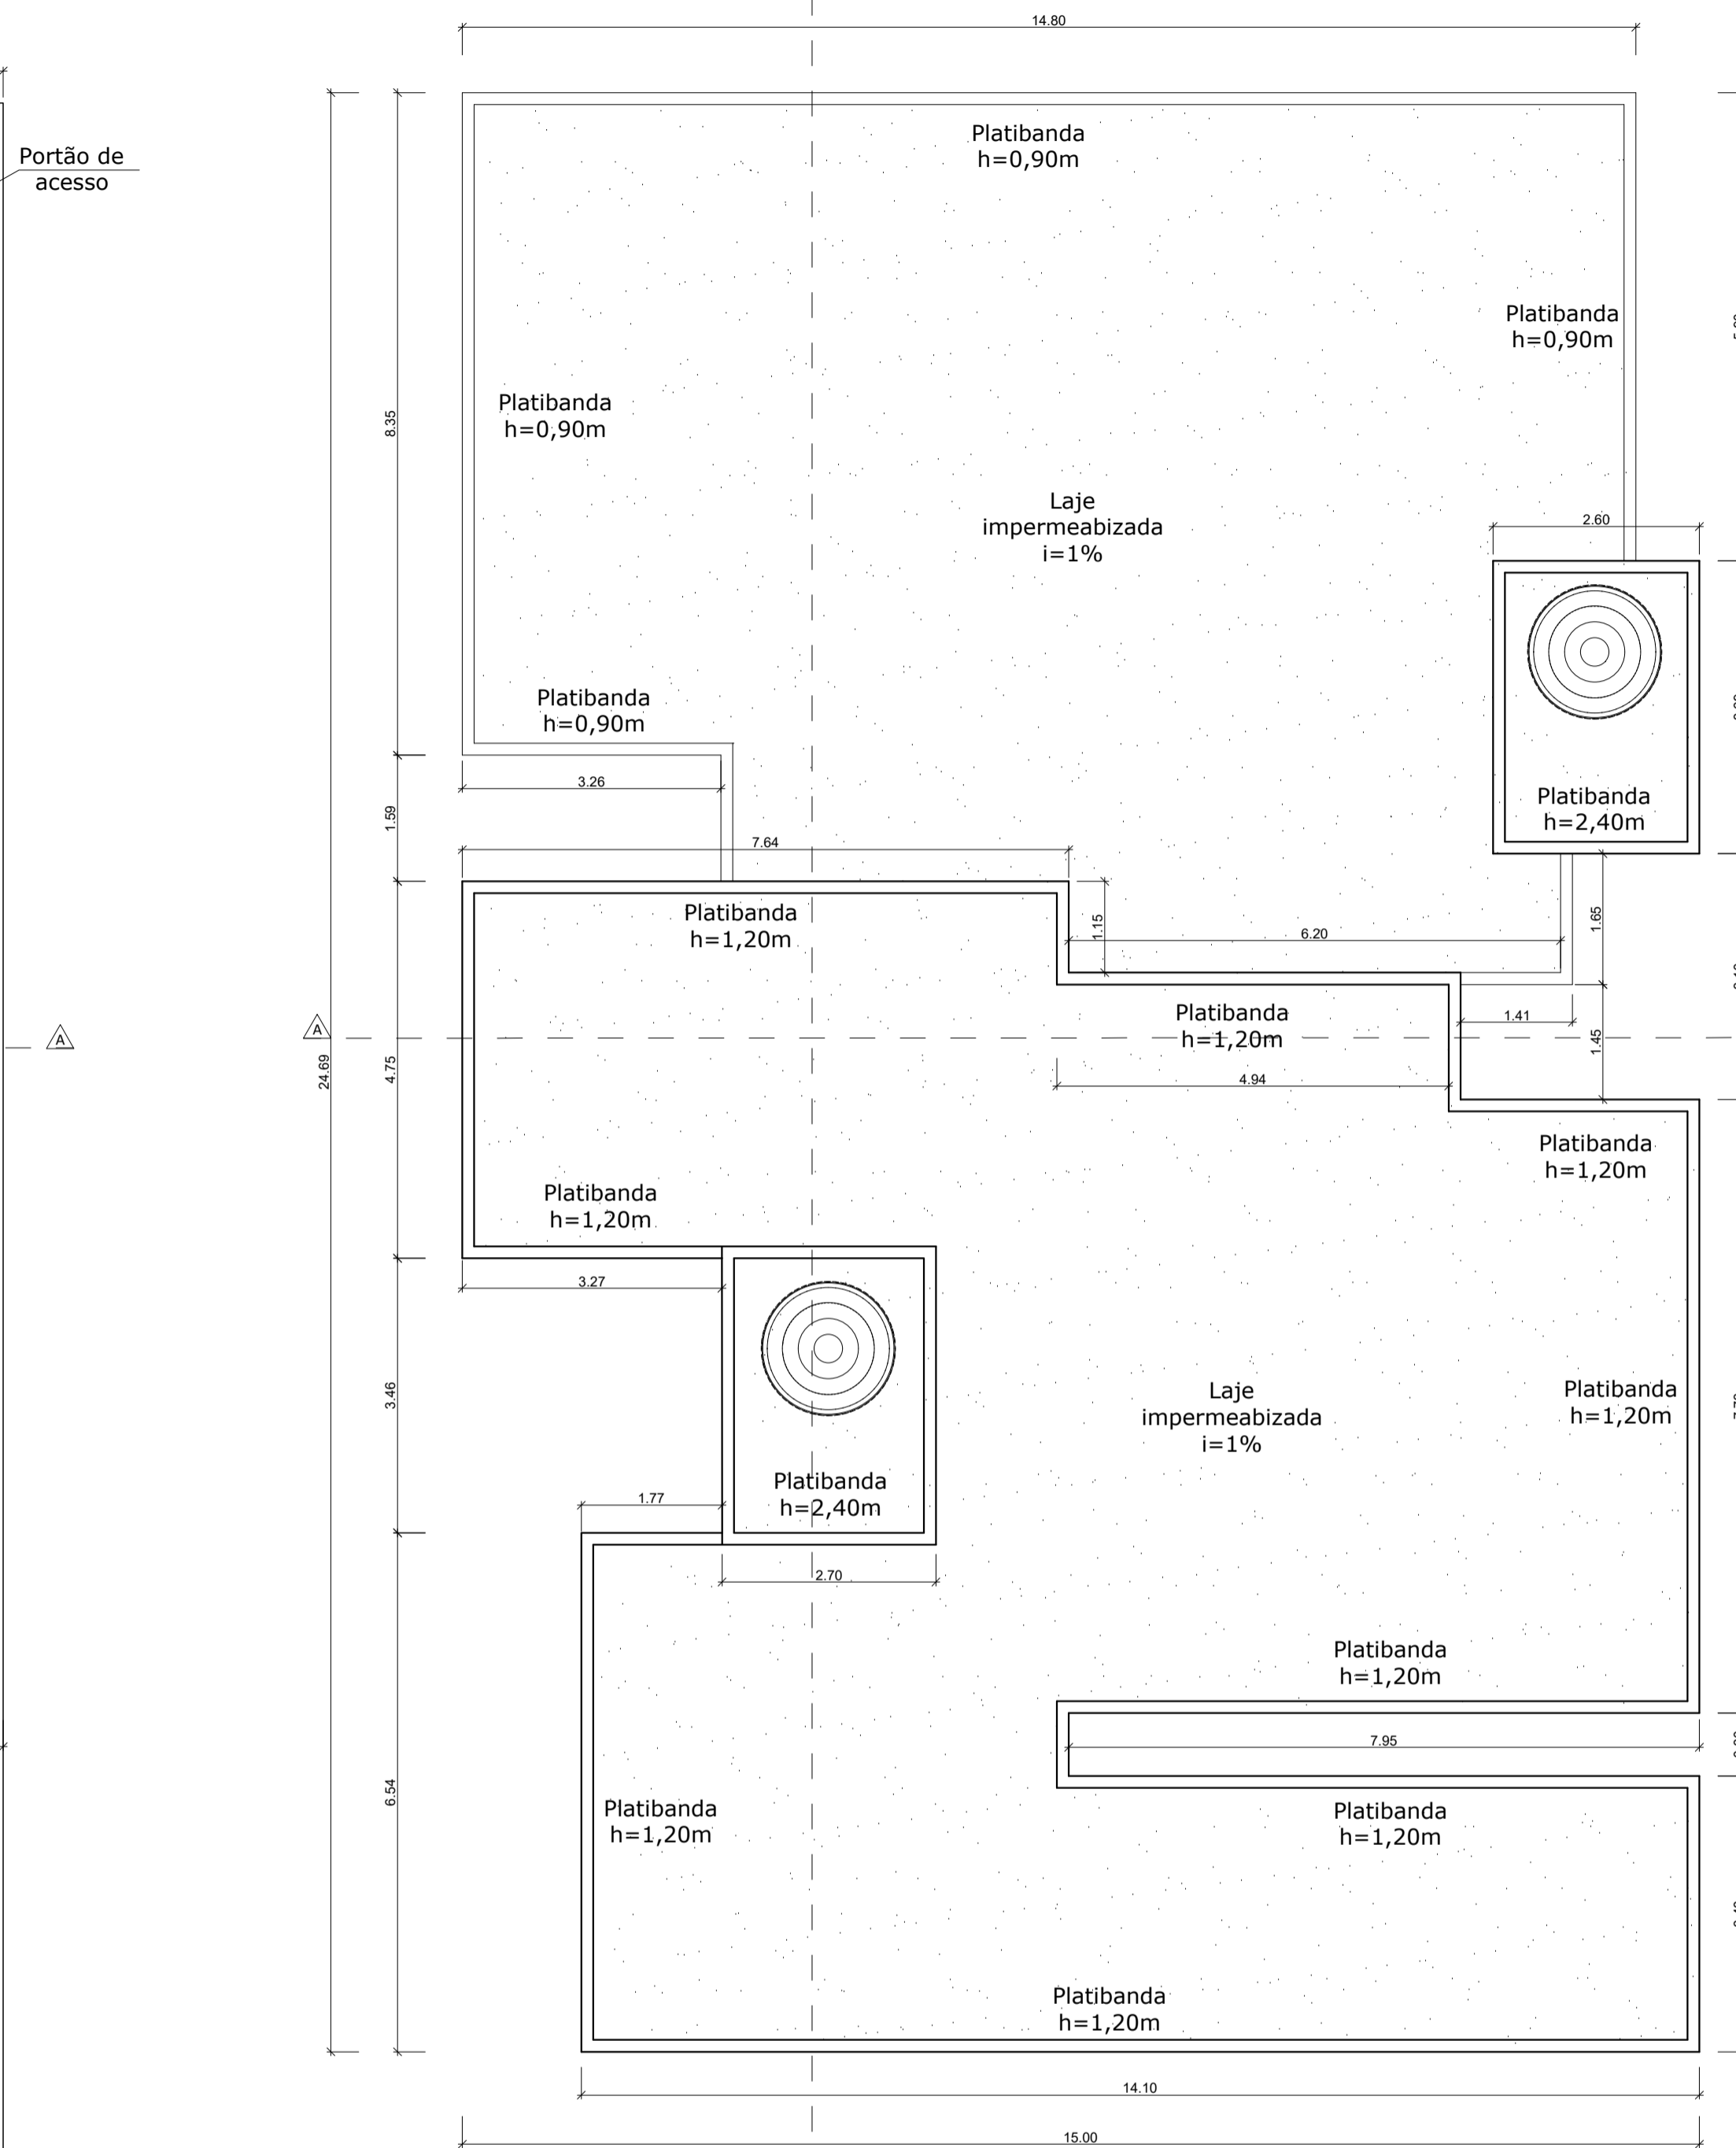 14.80
Portão de
acesso
Platibanda
h=0,90m
Platibanda
h=0,90m
Platibanda
h=0,90m
8.35
Laje
impermeabizada
i=1%
2.60
Platibanda
h=0,90m
3.26
1.59
Platibanda
h=2,40m
7.64
Platibanda
h=1,20m
1.15
6.20
1.65
Platibanda
h=1,20m
1.41
1.45
A
A
24.69
4.75
4.94
Platibanda
h=1,20m
Platibanda
h=1,20m
3.27
3.46
Laje
impermeabizada
i=1%
Platibanda
h=1,20m
Platibanda
h=2,40m
1.77
2.70
Platibanda
h=1,20m
7.95
6.54
Platibanda
h=1,20m
Platibanda
h=1,20m
Platibanda
h=1,20m
14.10
15.00